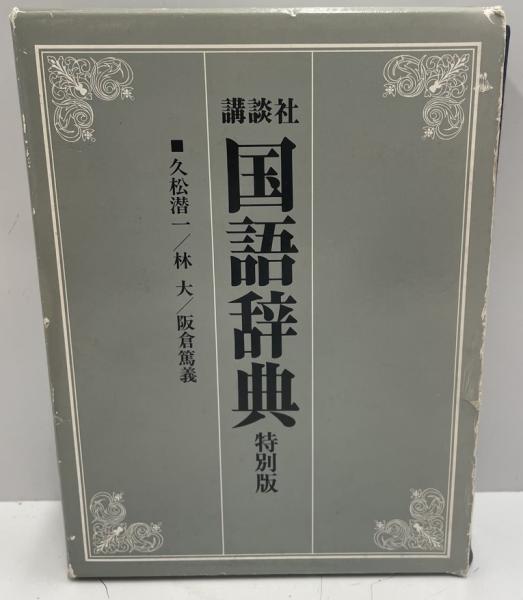 講談社
国語辞典 特別版
■久松潜一／林 大／阪倉篤義